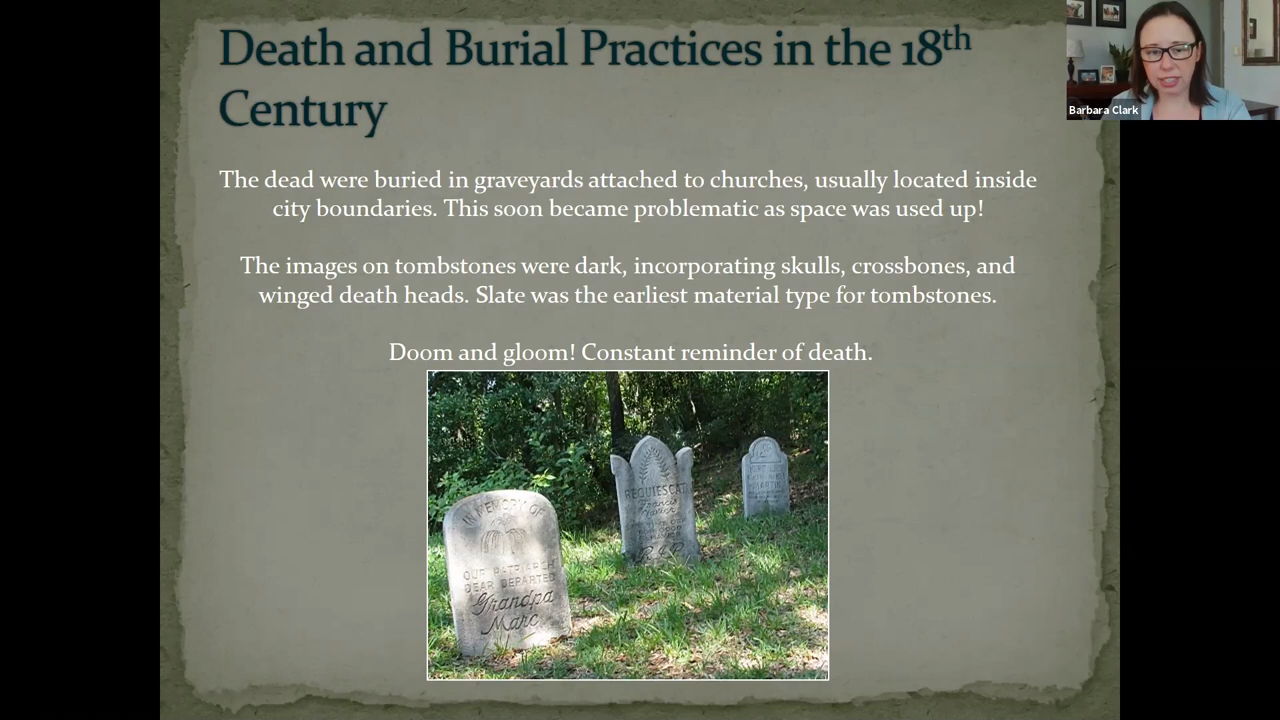 Death and Burial Practices in the 18th
Century
Barbara Clark
The dead were buried in graveyards attached to churches, usually located inside
city boundaries. This soon became problematic as space was used up!
The images on tombstones were dark, incorporating skulls, crossbones, and
winged death heads. Slate was the earliest material type for tombstones.
Doom and gloom! Constant reminder of death.
IN MEMORY OF
OUR PATRIARCH
DEAR DEPARTED
Grandpa
Marc
REQUIESCAT
Francis
R.I.P.
MARTIN